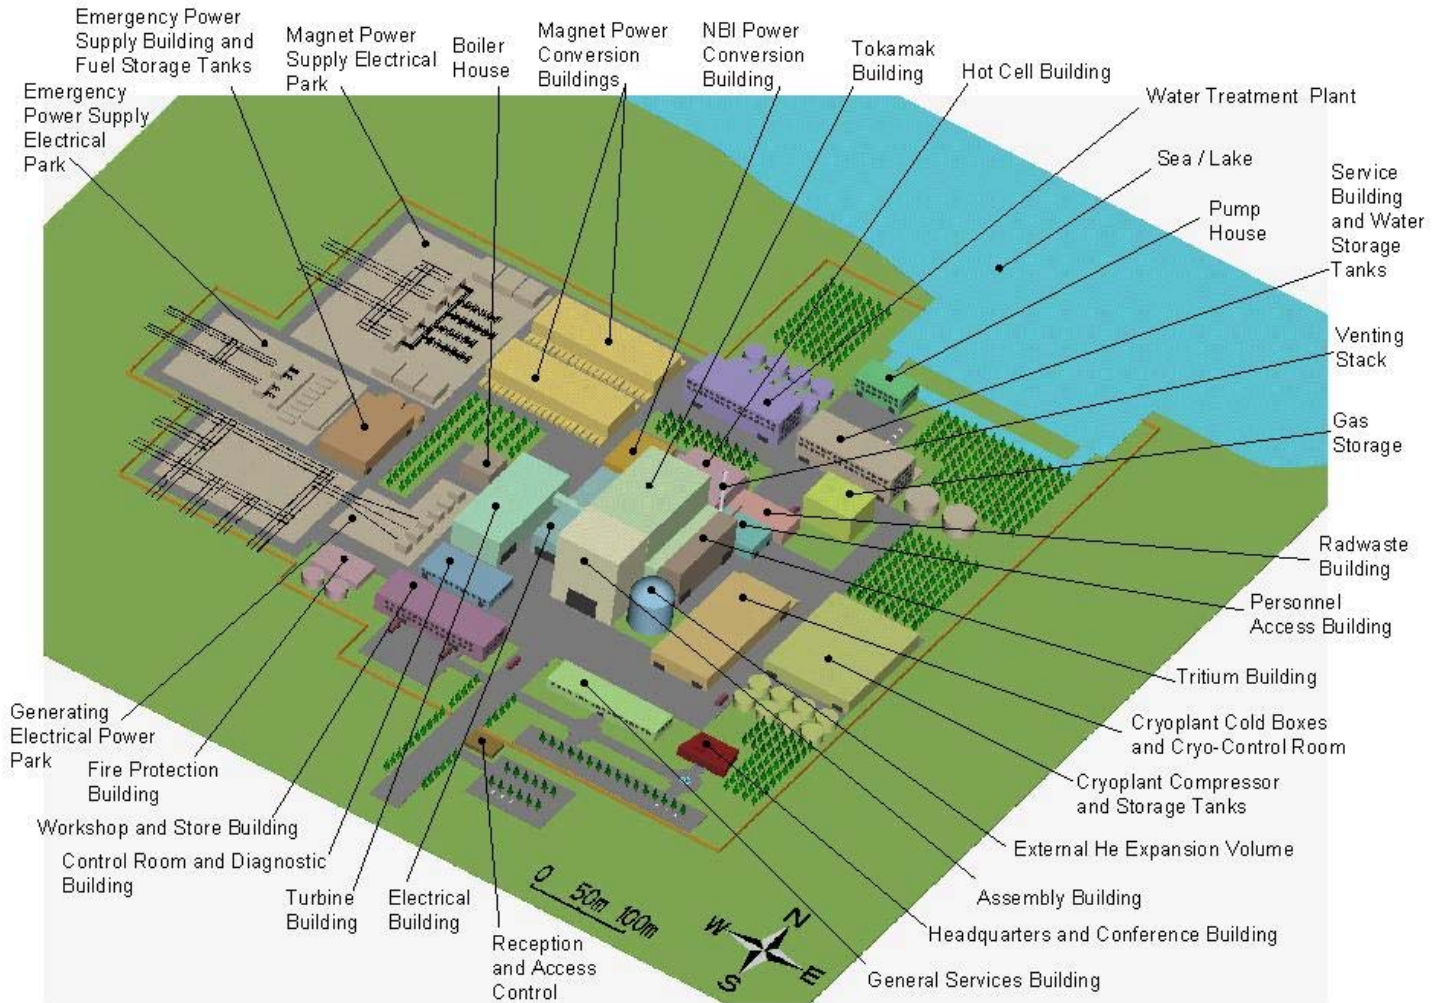 Emergency Power
Supply Building and
Fuel Storage Tanks
Magnet Power
Supply Electrical
Park
Boiler
House
Magnet Power
Conversion
Buildings
NBI Power
Conversion
Building
Tokamak
Building
Hot Cell Building
Water Treatment Plant
Emergency
Power Supply
Electrical
Park
Sea / Lake
Pump
House
Service
Building
and Water
Storage
Tanks
Venting
Stack
Gas
Storage
Radwaste
Building
Personnel
Access Building
Tritium Building
Cryoplant Cold Boxes
and Cryo-Control Room
Cryoplant Compressor
and Storage Tanks
External He Expansion Volume
Assembly Building
Headquarters and Conference Building
General Services Building
Generating
Electrical Power
Park
Fire Protection
Building
Workshop and Store Building
Control Room and Diagnostic
Building
Turbine
Building
Electrical
Building
Reception
and Access
Control
0 50m 100m
N
W
S
E